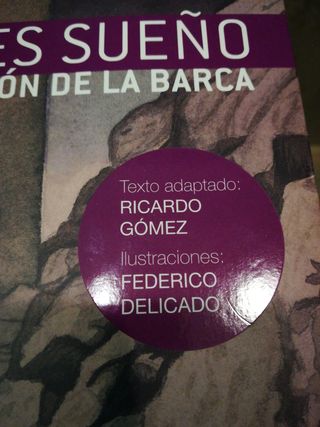 ES SUEÑO
ÓN DE LA BARCA
Texto adaptado:
RICARDO
GÓMEZ
Ilustraciones:
FEDERICO
DELICADO